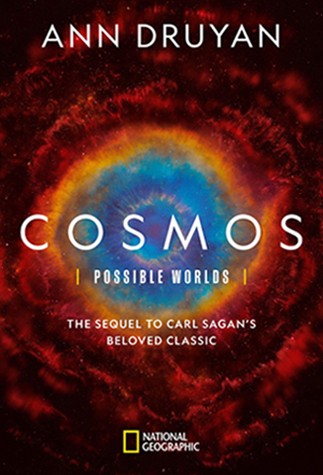 ANN DRUYAN
COSMOS
| POSSIBLE WORLDS |
THE SEQUEL TO CARL SAGAN'S
BELOVED CLASSIC
NATIONAL
GEOGRAPHIC